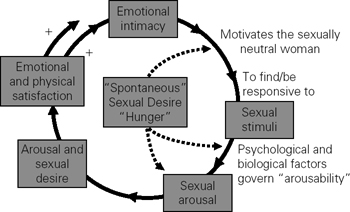 Emotional
intimacy
Motivates the sexually
neutral woman
+
+
Emotional
and physical
satisfaction
"Spontaneous"
Sexual Desire
"Hunger"
To find/be
responsive to
Sexual
stimuli
Psychological and
biological factors
govern "arousability"
Arousal and
sexual
desire
Sexual
arousal